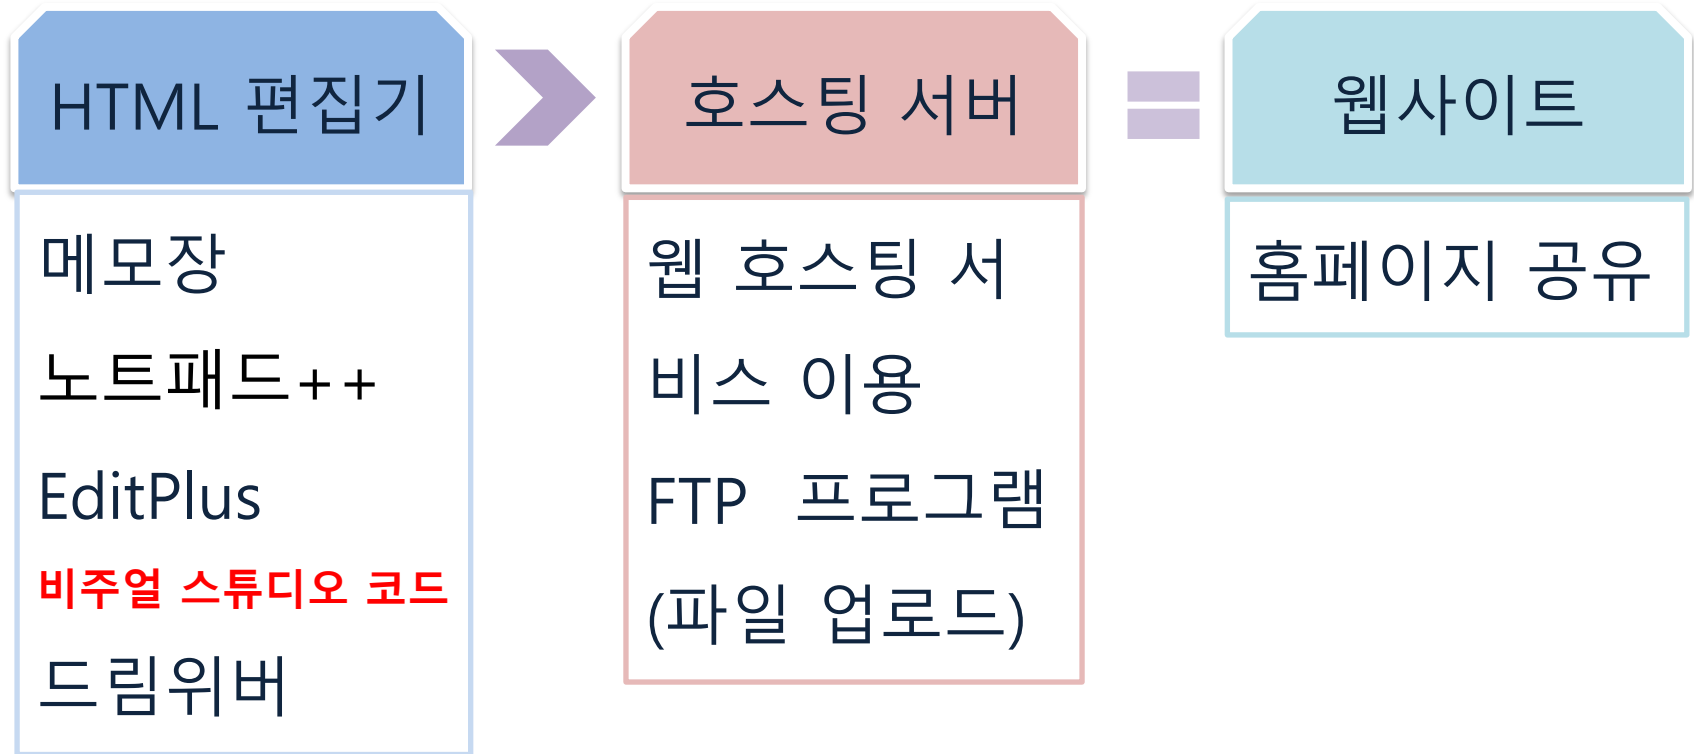 HTML 편집기
메모장
노트패드++
EditPlus
비주얼 스튜디오 코드
드림위버
호스팅 서버
웹 호스팅 서
비스 이용
FTP 프로그램
(파일 업로드)
웹사이트
홈페이지 공유